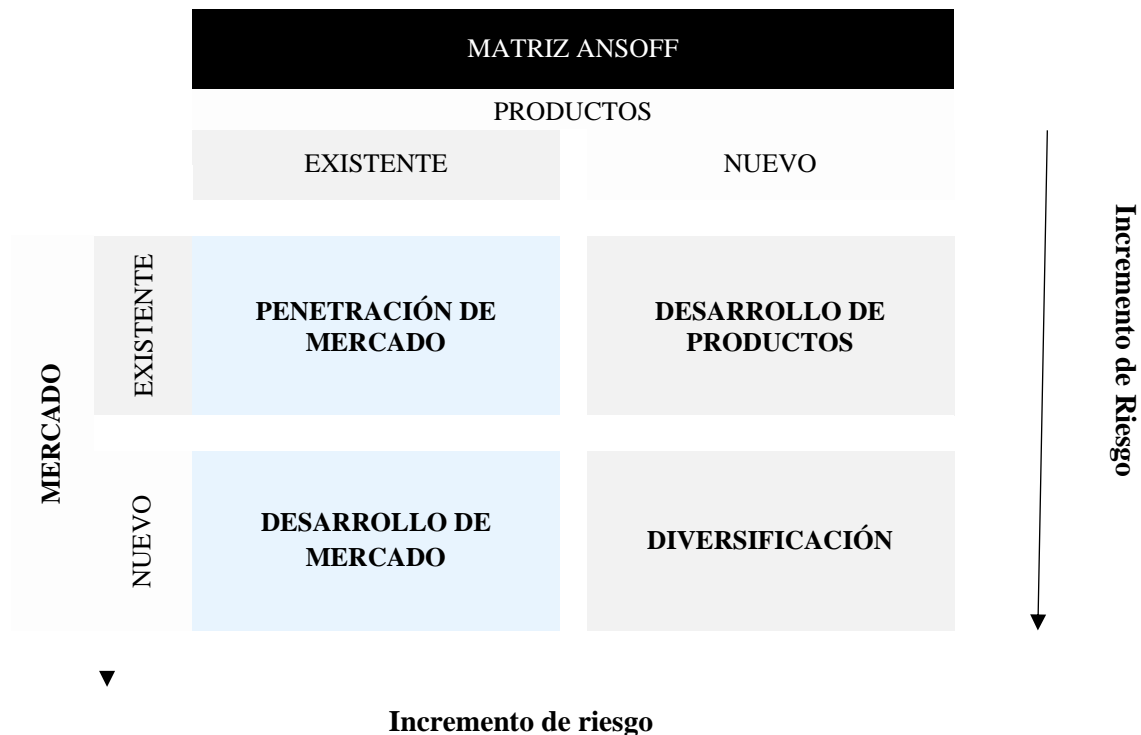 MATRIZ ANSOFF
PRODUCTOS
EXISTENTE
NUEVO
MERCADO
EXISTENTE
PENETRACIÓN DE
MERCADO
DESARROLLO DE
PRODUCTOS
NUEVO
DESARROLLO DE
MERCADO
DIVERSIFICACIÓN
Incremento de Riesgo
Incremento de riesgo